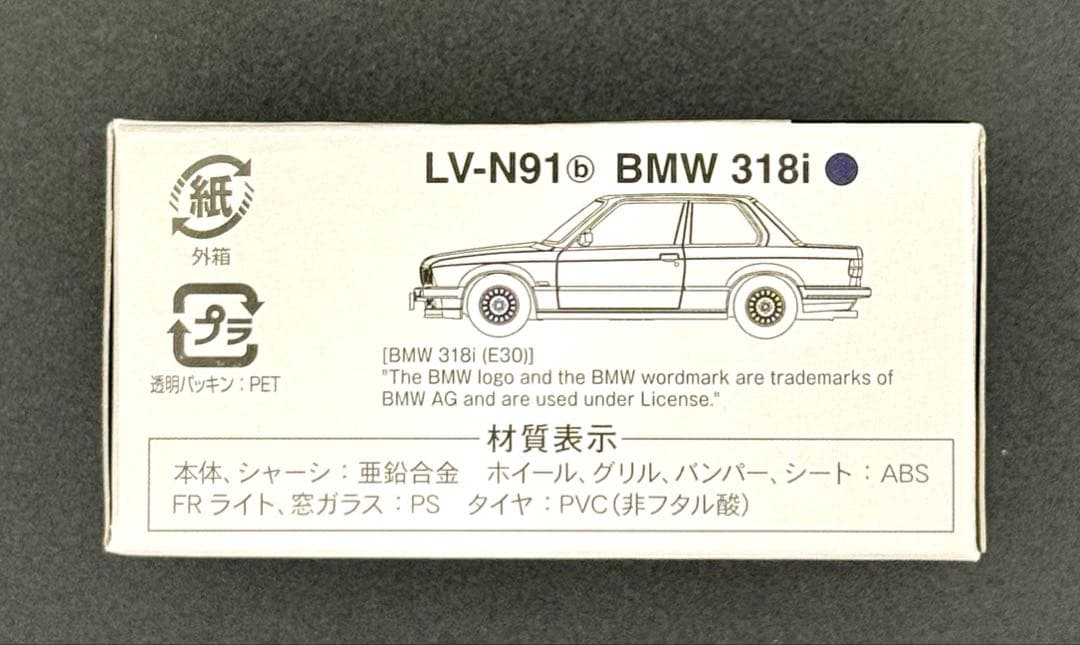 LV-N91ⓑ BMW 318i
紙
外箱
プラ
透明パッキン:PET
[BMW 318i (E30)]
"The BMW logo and the BMW wordmark are trademarks of
BMW AG and are used under License."
材質表示
本体、シャーシ:亜鉛合金 ホイール、グリル、バンパー、シート:ABS
FRライト、窓ガラス:PS タイヤ:PVC(非フタル酸)